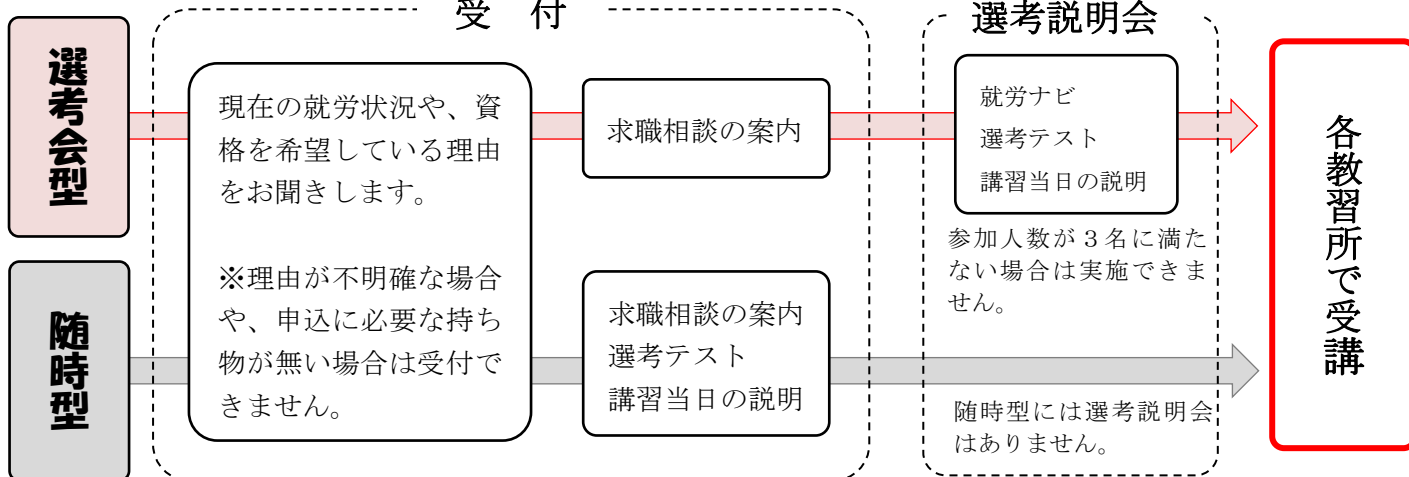 受　付
選考説明会
選考会型
現在の就労状況や、資
格を希望している理由
をお聞きします。
※理由が不明確な場合
や、申込に必要な持ち
物が無い場合は受付で
きません。
求職相談の案内
就労ナビ
選考テスト
講習当日の説明
参加人数が３名に満た
ない場合は実施できま
せん。
随時型
求職相談の案内
選考テスト
講習当日の説明
随時型には選考説明会
はありません。
各教習所で受講